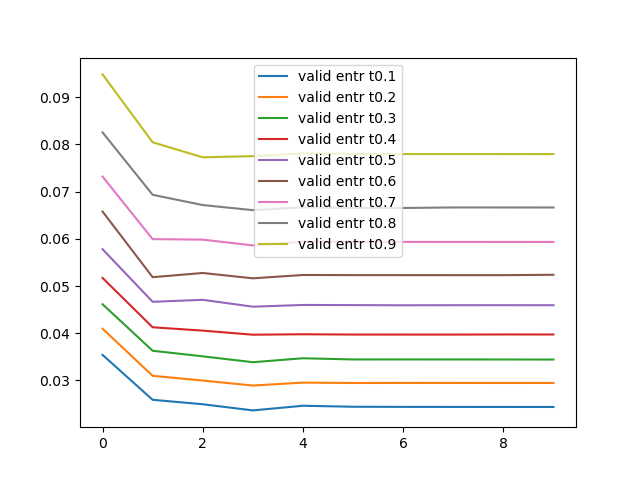 valid entr t0.1
valid entr t0.2
valid entr t0.3
valid entr t0.4
valid entr t0.5
valid entr t0.6
valid entr t0.7
valid entr t0.8
valid entr t0.9
0.09
0.08
0.07
0.06
0.05
0.04
0.03
0 2 4 6 8